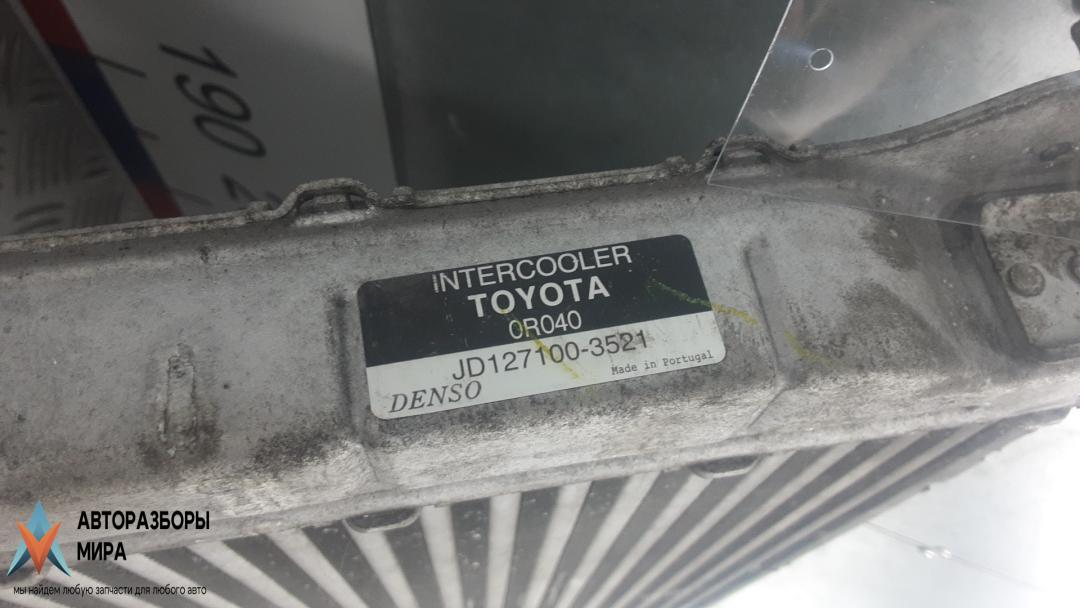 190
INTERCOOLER
TOYOTA
0R040
JD127100-3521
Made in Portugal
DENSO
АВТОРАЗБОРЫ
МИРА
мы найдем любую запчасти для любого авто